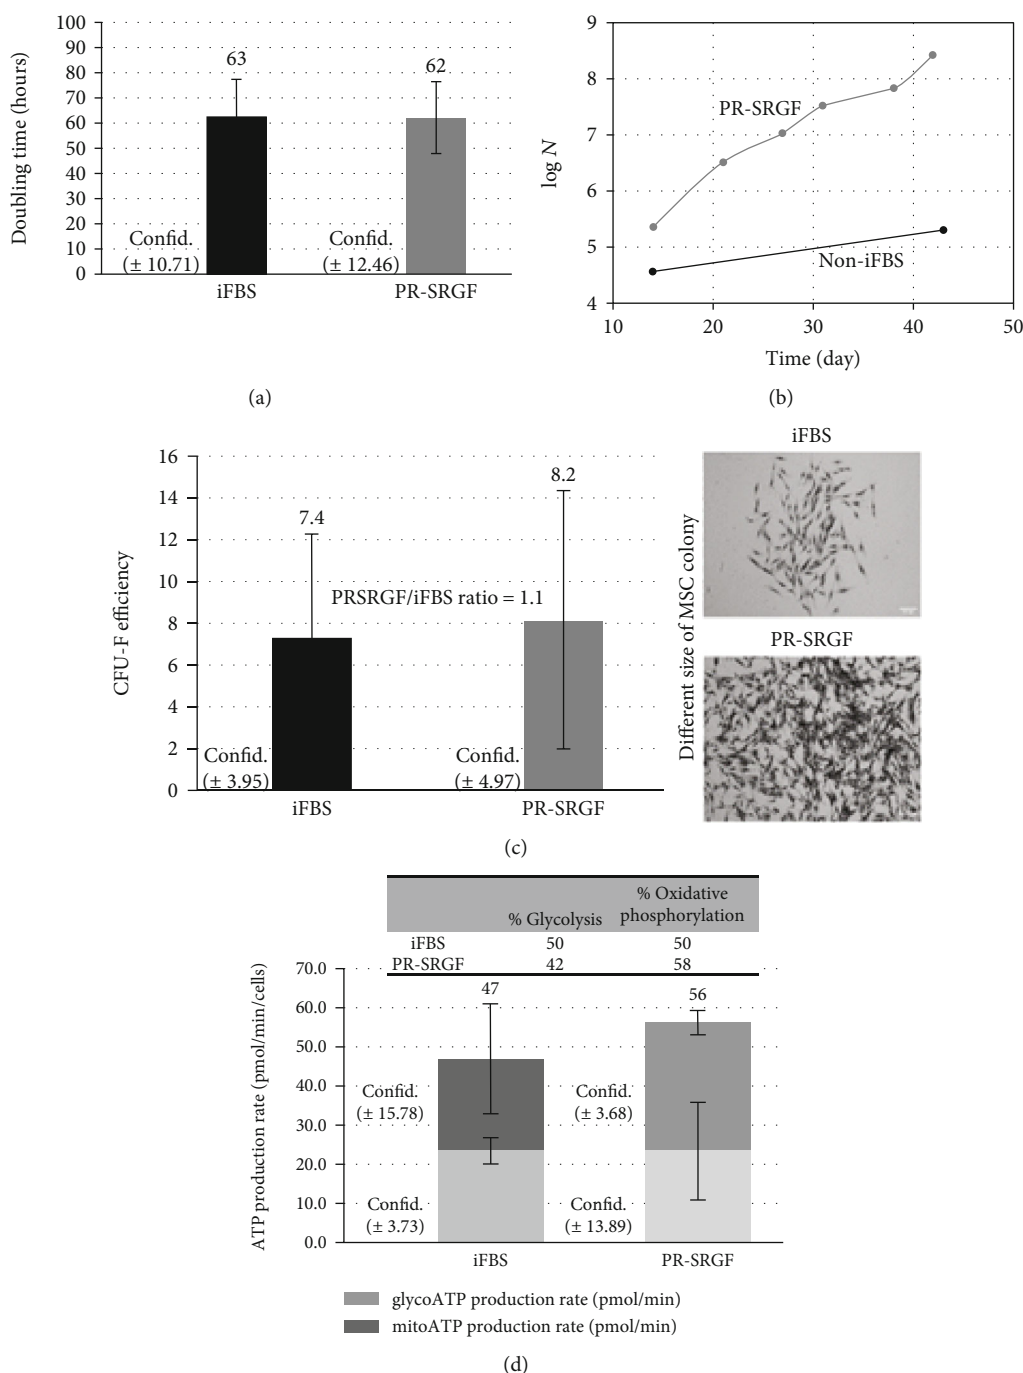 100
90
80
70
60
50
40
30
20
10
0
Doubling time (hours)
63
62
Confid.
(± 10.71)
Confid.
(± 12.46)
iFBS
PR-SRGF
(a)
9
8
7
6
5
4
log N
PR-SRGF
Non-iFBS
10
20
30
40
50
Time (day)
(b)
16
14
12
10
8
6
4
2
0
CFU-F efficiency
7.4
8.2
PRSRGF/iFBS ratio = 1.1
Confid.
(± 3.95)
Confid.
(± 4.97)
iFBS
PR-SRGF
Different size of MSC colony
iFBS
PR-SRGF
(c)
% Glycolysis
% Oxidative
phosphorylation
iFBS 50 50
PR-SRGF 42 58
70.0
60.0
50.0
40.0
30.0
20.0
10.0
0.0
ATP production rate (pmol/min/cells)
47
56
Confid.
(± 15.78)
Confid.
(± 3.68)
Confid.
(± 3.73)
Confid.
(± 13.89)
iFBS
PR-SRGF
glycoATP production rate (pmol/min)
mitoATP production rate (pmol/min)
(d)